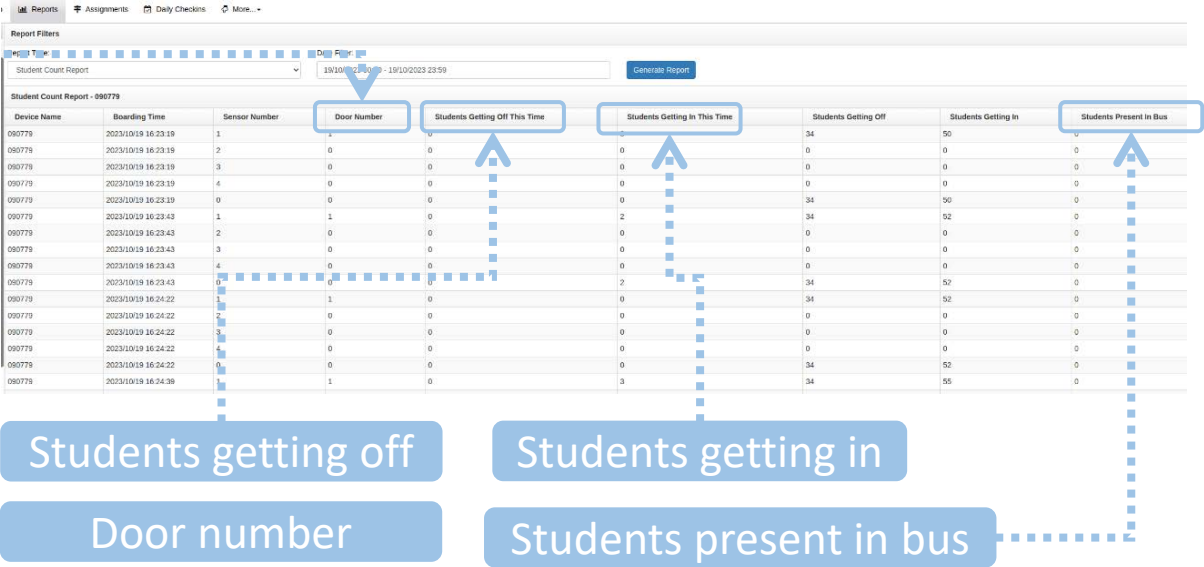 Reports Assignments Daily Checkins More...
Report Filters
Student Count Report - 19/10/2023 23:59 Generate Report
Student Count Report - 090779
Device Name Boarding Time Sensor Number Door Number Students Getting Off This Time Students Getting In This Time Students Getting Off Students Getting In Students Present In Bus
090779 2023/10/19 16:23:19 1 1 0 34 50 0
090779 2023/10/19 16:23:19 2 0 0 0 0 0 0
090779 2023/10/19 16:23:19 3 0 0 0 0 0 0
090779 2023/10/19 16:23:19 4 0 0 0 0 0 0
090779 2023/10/19 16:23:19 0 0 0 0 34 50 0
090779 2023/10/19 16:23:43 1 1 0 2 34 52 0
090779 2023/10/19 16:23:43 2 0 0 0 0 0 0
090779 2023/10/19 16:23:43 3 0 0 0 0 0 0
090779 2023/10/19 16:23:43 4 0 0 0 0 0 0
090779 2023/10/19 16:23:43 0 0 0 2 34 52 0
090779 2023/10/19 16:24:22 1 1 0 0 34 52 0
090779 2023/10/19 16:24:22 2 0 0 0 0 0 0
090779 2023/10/19 16:24:22 3 0 0 0 0 0 0
090779 2023/10/19 16:24:22 4 0 0 0 0 0 0
090779 2023/10/19 16:24:22 0 0 0 0 34 52 0
090779 2023/10/19 16:24:39 1 1 0 3 34 55 0
Students getting off Students getting in
Door number Students present in bus